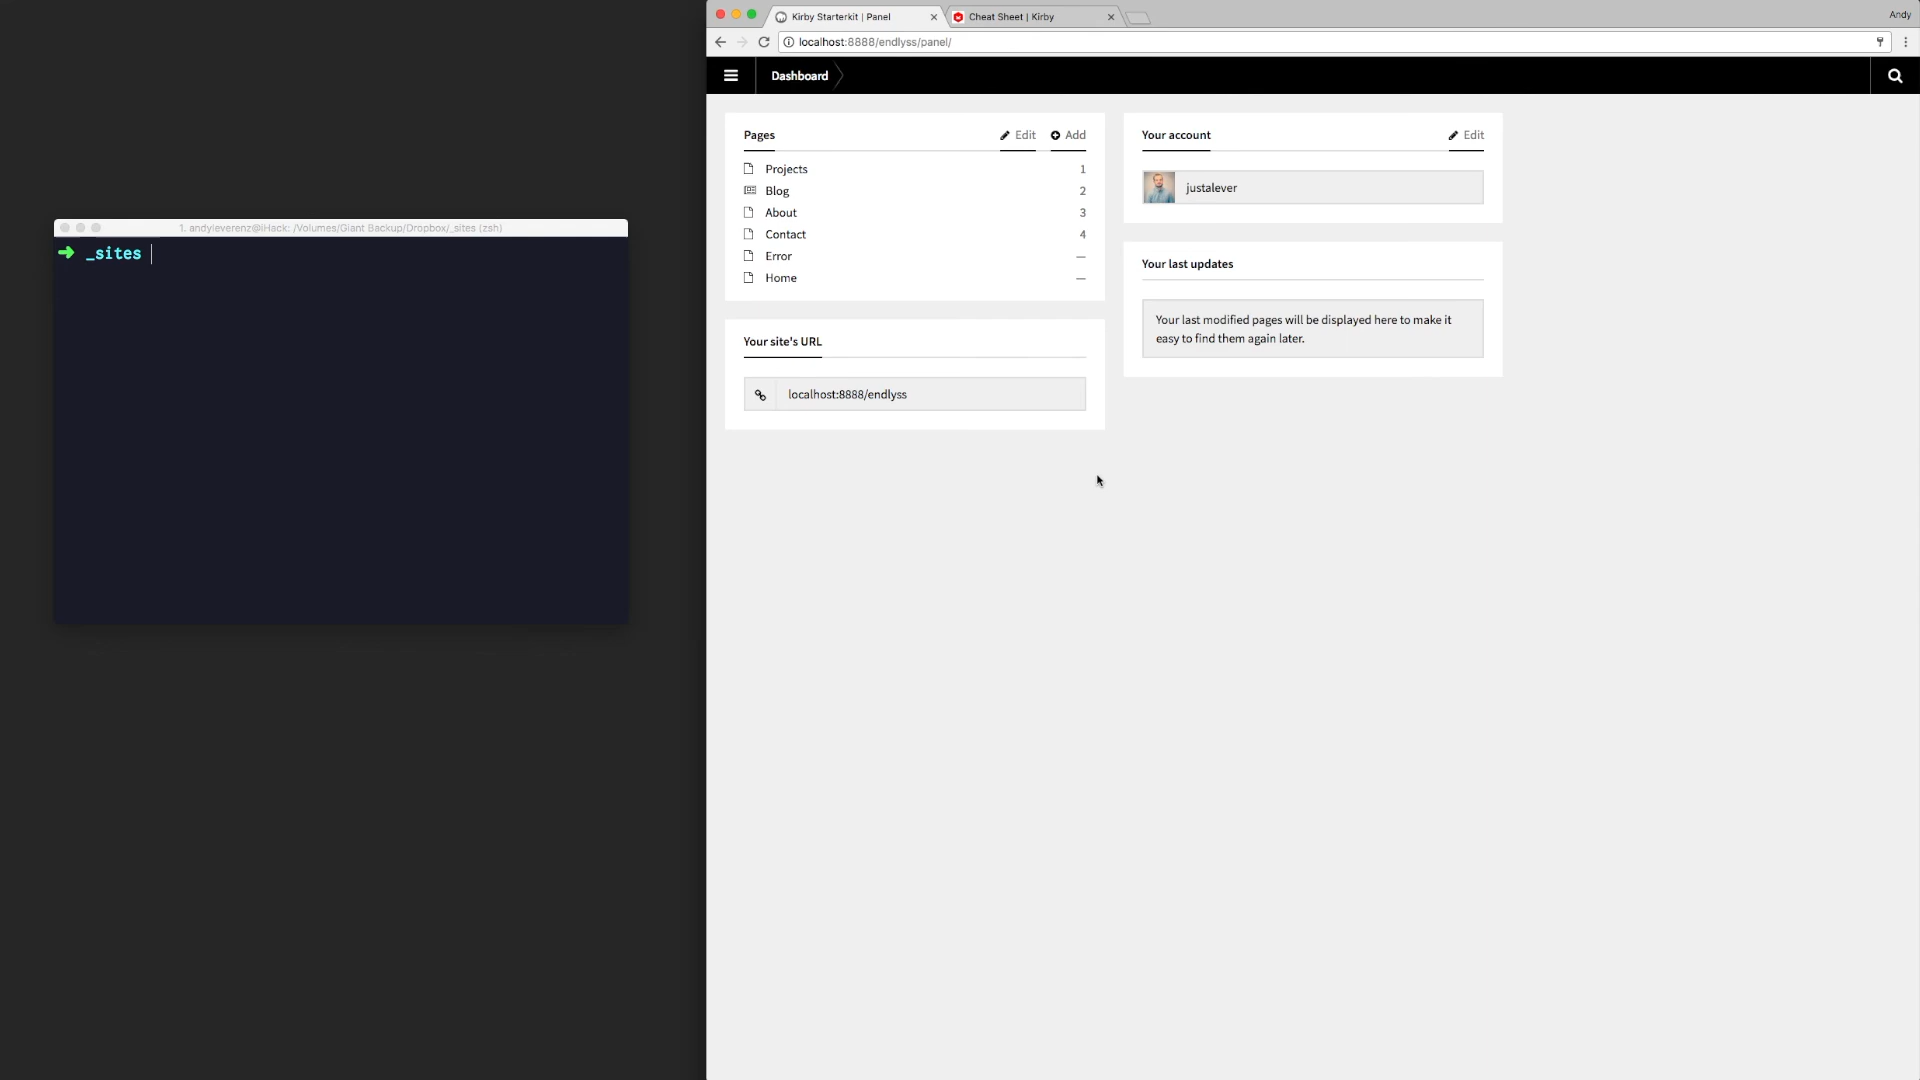 1. andyleverenz@iHack: /Volumes/Giant Backup/Dropbox/_sites (zsh)
➜ _sites
Kirby Starterkit | Panel
Cheat Sheet | Kirby
Andy
localhost:8888/endlyss/panel/
Dashboard
Pages
Edit
Add
Projects 1
Blog 2
About 3
Contact 4
Error —
Home —
Your site's URL
localhost:8888/endlyss
Your account
Edit
justalever
Your last updates
Your last modified pages will be displayed here to make it
easy to find them again later.